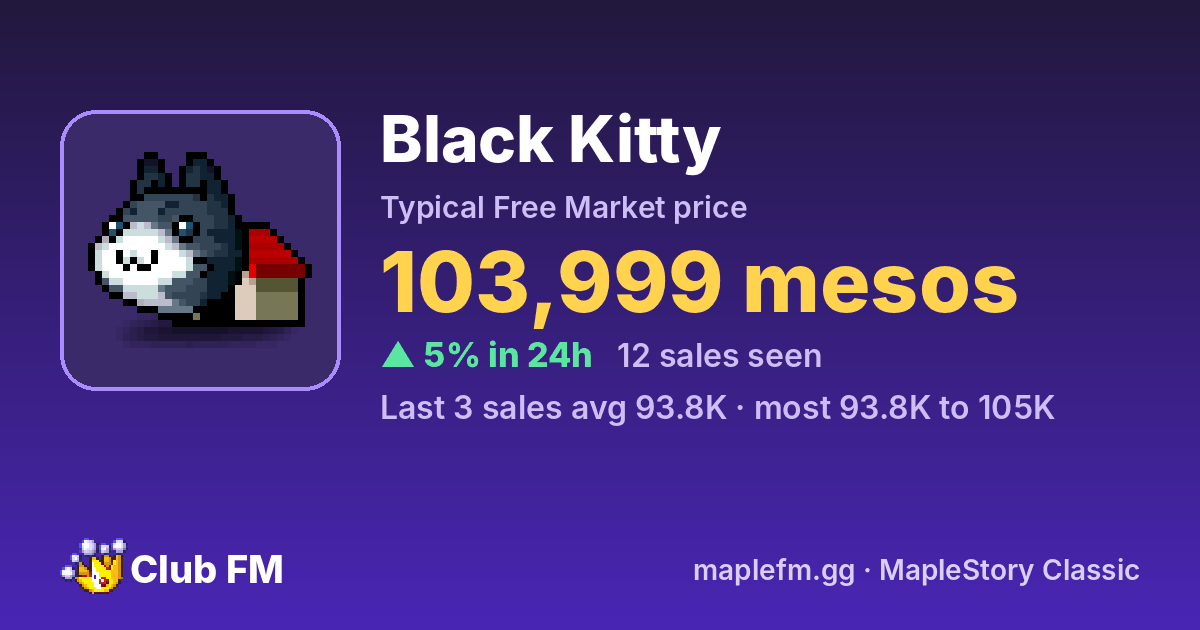 Black Kitty
Typical Free Market price
103,999 mesos
▲ 5% in 24h 12 sales seen
Last 3 sales avg 93.8K · most 93.8K to 105K
Club FM
maplefm.gg · MapleStory Classic